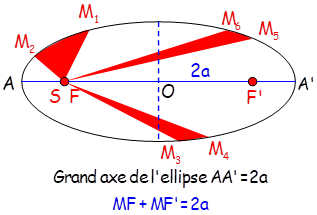 M1
M2
M6
M5
2a
A
S F
O
F'
A'
M3
M4
Grand axe de l'ellipse AA'=2a
MF+MF'=2a